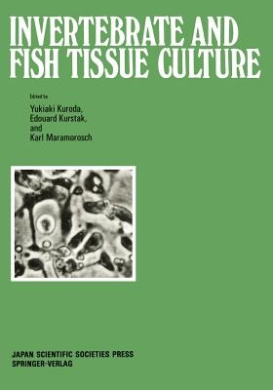 INVERTEBRATE AND
FISH TISSUE CULTURE
Edited by
Yukiaki Kuroda,
Edouard Kurstak,
and
Karl Maramorosch
JAPAN SCIENTIFIC SOCIETIES PRESS
SPRINGER-VERLAG